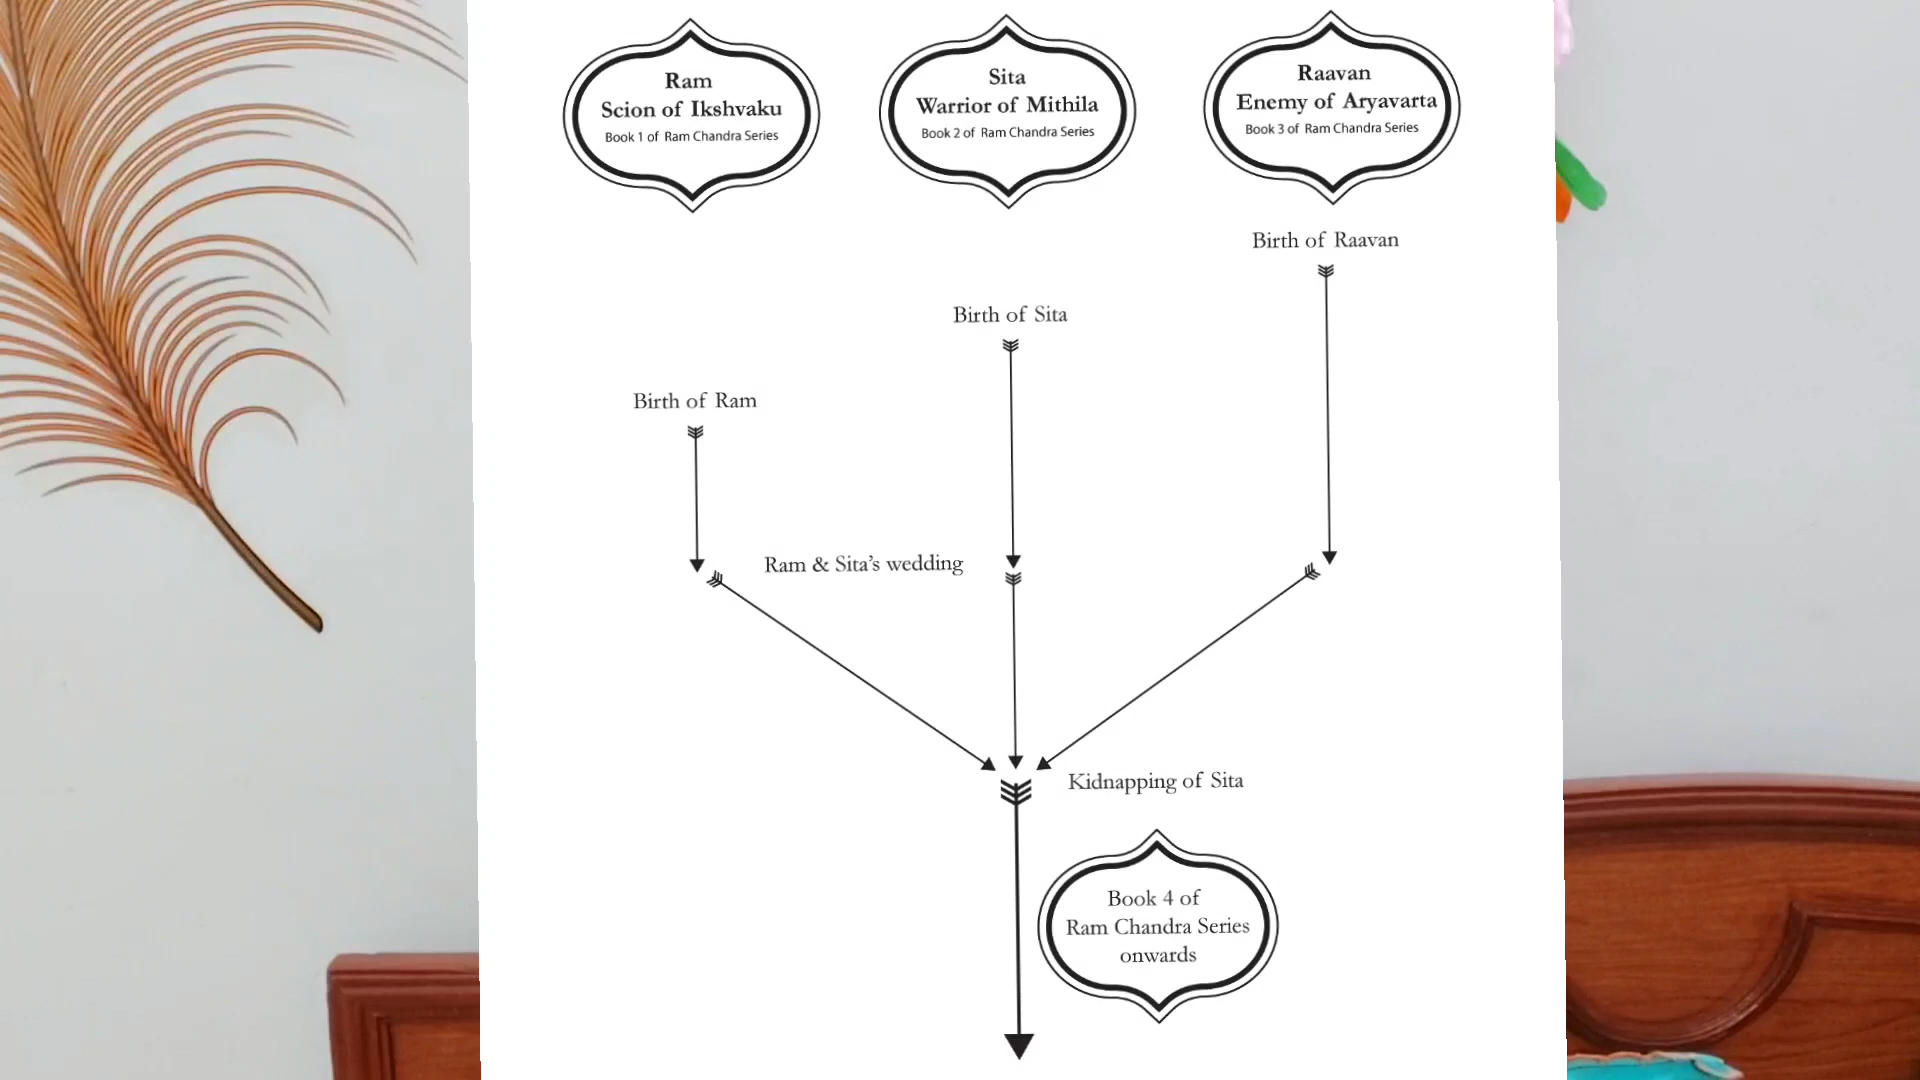 Ram
Scion of Ikshvaku
Book 1 of Ram Chandra Series
Sita
Warrior of Mithila
Book 2 of Ram Chandra Series
Raavan
Enemy of Aryavarta
Book 3 of Ram Chandra Series
Birth of Raavan
Birth of Sita
Birth of Ram
Ram & Sita's wedding
Kidnapping of Sita
Book 4 of
Ram Chandra Series
onwards